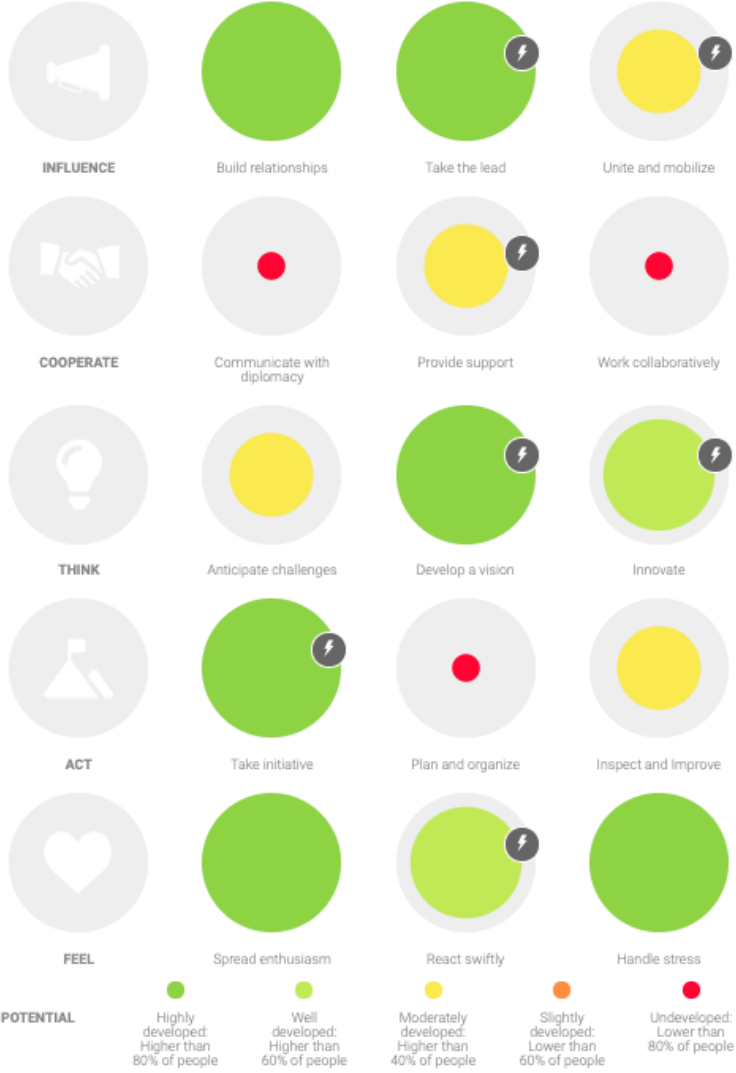 INFLUENCE
Build relationships
Take the lead
Unite and mobilize
COOPERATE
Communicate with
diplomacy
Provide support
Work collaboratively
THINK
Anticipate challenges
Develop a vision
Innovate
ACT
Take initiative
Plan and organize
Inspect and Improve
FEEL
Spread enthusiasm
React swiftly
Handle stress
POTENTIAL
Highly
developed:
Higher than
80% of people
Well
developed:
Higher than
60% of people
Moderately
developed:
Higher than
40% of people
Slightly
developed:
Lower than
60% of people
Undeveloped:
Lower than
80% of people